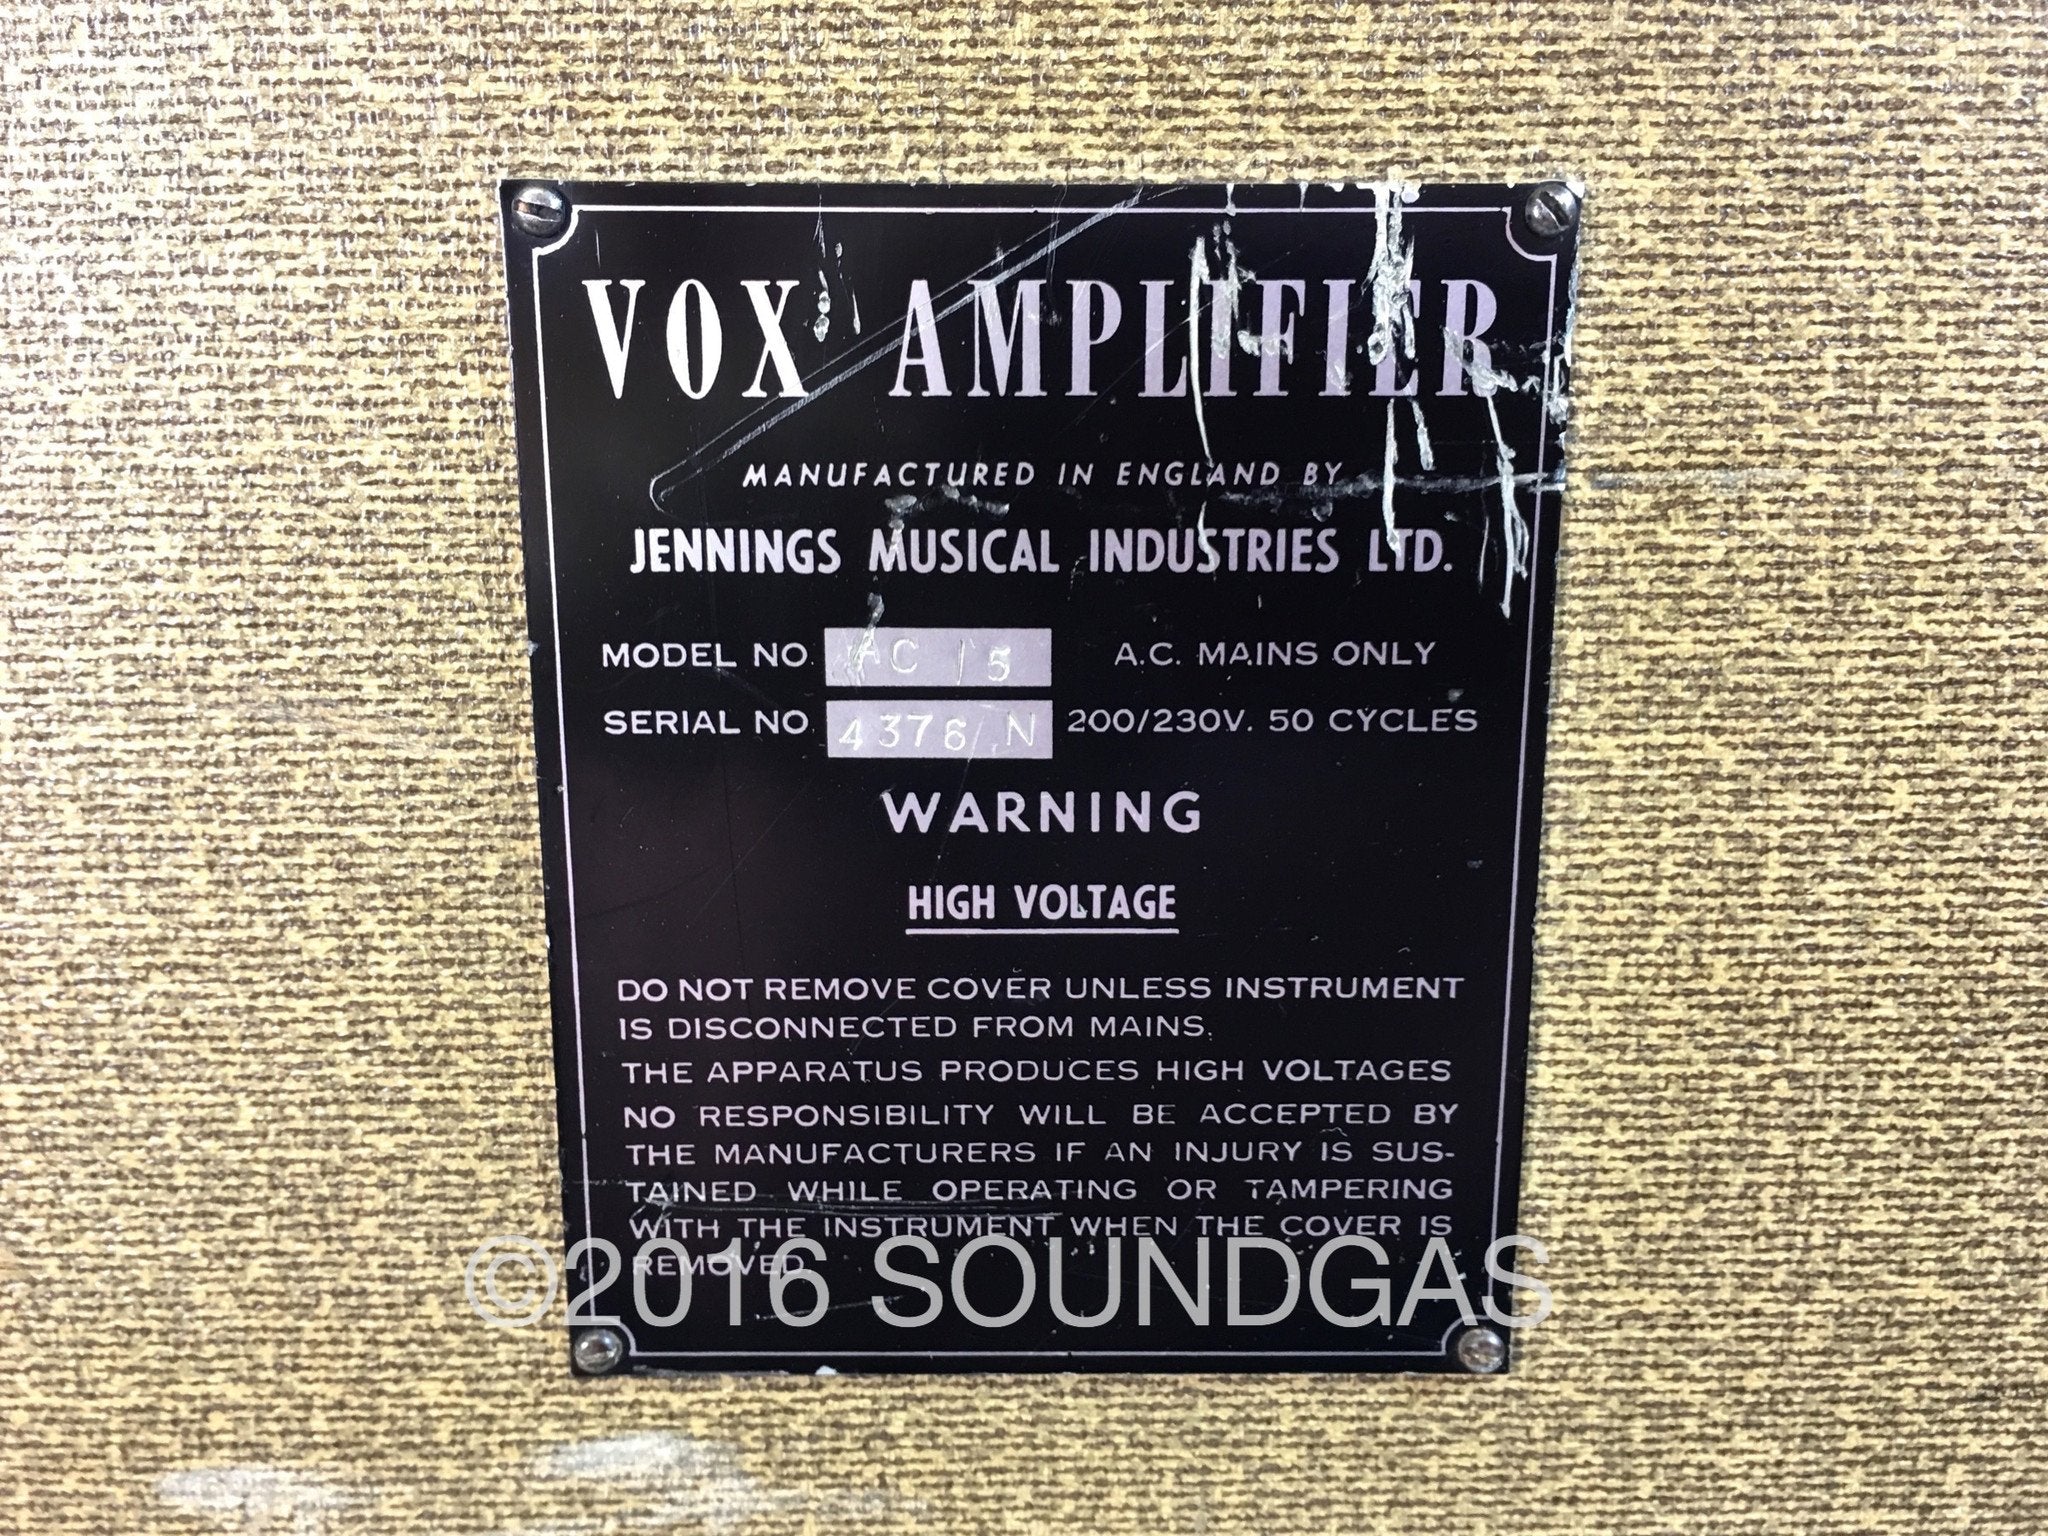 VOX AMPLIFIER
MANUFACTURED IN ENGLAND BY
JENNINGS MUSICAL INDUSTRIES LTD.
MODEL NO. AC 15 A.C. MAINS ONLY
SERIAL NO. 4376 N 200/230V. 50 CYCLES
WARNING
HIGH VOLTAGE
DO NOT REMOVE COVER UNLESS INSTRUMENT
IS DISCONNECTED FROM MAINS.
THE APPARATUS PRODUCES HIGH VOLTAGES
NO RESPONSIBILITY WILL BE ACCEPTED BY
THE MANUFACTURERS IF AN INJURY IS SUS-
TAINED WHILE OPERATING OR TAMPERING
WITH THE INSTRUMENT WHEN THE COVER IS
REMOVED.
©2016 SOUNDGAS